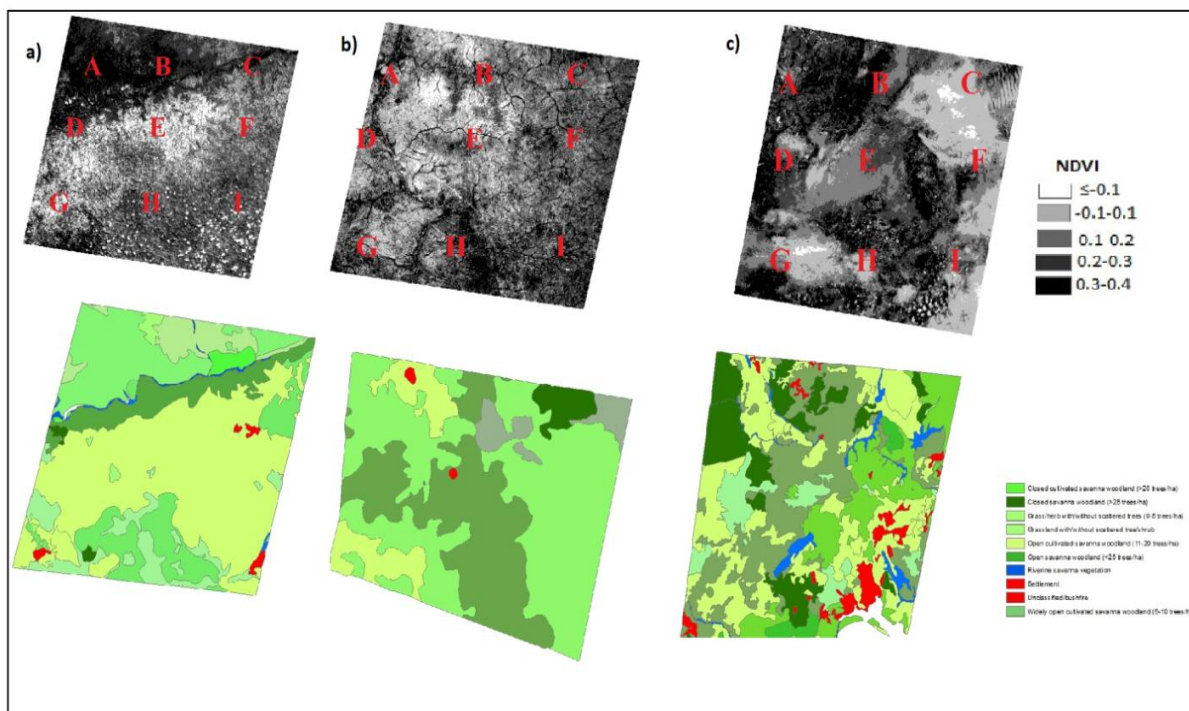 a)
A B C
D E F
G H I
b)
A B C
D E F
G H I
c)
A B C
D E F
G H I
NDVI
≤-0.1
-0.1-0.1
0.1 0.2
0.2-0.3
0.3-0.4
Closed cultivated savanna woodland (>20 trees/ha)
Closed savanna woodland (>25 trees/ha)
Grass/herb with/without scattered trees (0-5 trees/ha)
Grassland with/without scattered tree/shrub
Open cultivated savanna woodland (11-20 trees/ha)
Open savanna woodland (<25 trees/ha)
Riverine savanna vegetation
Settlement
Unclassified/bushfire
Widely open cultivated savanna woodland (6-10 trees/h